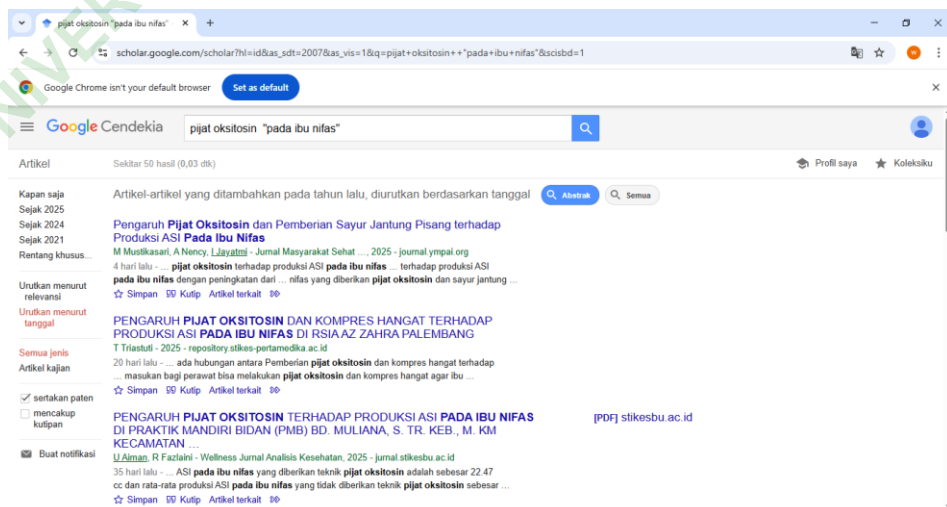 pijat oksitosin "pada ibu nifas"
scholar.google.com/scholar?hl=id&as_sdt=2007&as_vis=1&q=pijat+oksitosin++"pada+ibu+nifas"&scisbd=1
Google Chrome isn't your default browser
Set as default
Google Cendekia
pijat oksitosin "pada ibu nifas"
Artikel
Sekitar 50 hasil (0,03 dtk)
Profil saya
Koleksiku
Kapan saja
Sejak 2025
Sejak 2024
Sejak 2021
Rentang khusus...
Urutkan menurut
relevansi
Urutkan menurut
tanggal
Semua jenis
Artikel kajian
sertakan paten
mencakup
kutipan
Buat notifikasi
Artikel-artikel yang ditambahkan pada tahun lalu, diurutkan berdasarkan tanggal
Abstrak
Semua
Pengaruh Pijat Oksitosin dan Pemberian Sayur Jantung Pisang terhadap
Produksi ASI Pada Ibu Nifas
M Mustikasari, A Nency, I Jayatmi - Jurnal Masyarakat Sehat ..., 2025 - journal.ympai.org
4 hari lalu - ... pijat oksitosin terhadap produksi ASI pada ibu nifas ... terhadap produksi ASI
pada ibu nifas dengan peningkatan dari ... nifas yang diberikan pijat oksitosin dan sayur jantung ...
Simpan Kutip Artikel terkait
PENGARUH PIJAT OKSITOSIN DAN KOMPRES HANGAT TERHADAP
PRODUKSI ASI PADA IBU NIFAS DI RSIA AZ ZAHRA PALEMBANG
T Triastuti - 2025 - repository.stikes-pertamedika.ac.id
20 hari lalu - ... ada hubungan antara Pemberian pijat oksitosin dan kompres hangat terhadap
... masukan bagi perawat bisa melakukan pijat oksitosin dan kompres hangat agar ibu ...
Simpan Kutip Artikel terkait
PENGARUH PIJAT OKSITOSIN TERHADAP PRODUKSI ASI PADA IBU NIFAS
DI PRAKTIK MANDIRI BIDAN (PMB) BD. MULIANA, S. TR. KEB., M. KM
KECAMATAN ...
[PDF] stikesbu.ac.id
U Aiman, R Fazlaini - Wellness Jurnal Analisis Kesehatan, 2025 - jurnal.stikesbu.ac.id
35 hari lalu - ... ASI pada ibu nifas yang diberikan teknik pijat oksitosin adalah sebesar 22.47
cc dan rata-rata produksi ASI pada ibu nifas yang tidak diberikan teknik pijat oksitosin sebesar ...
Simpan Kutip Artikel terkait